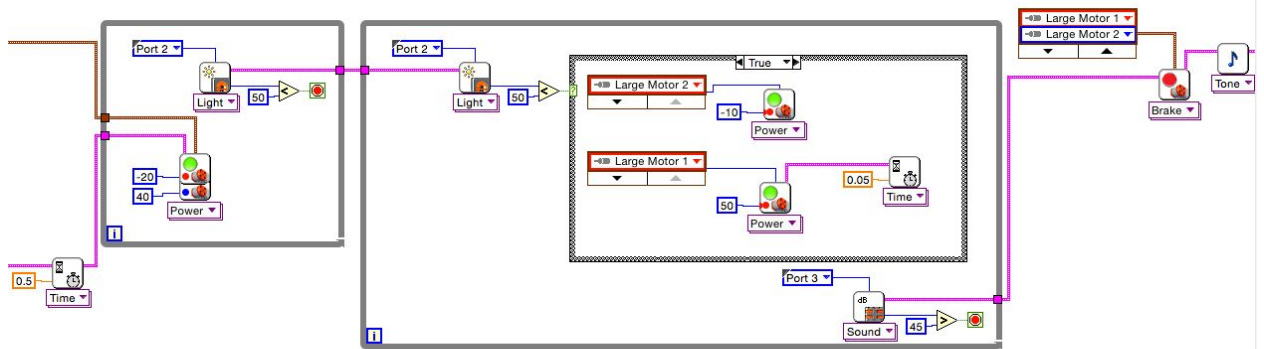 Port 2
Light
50
-20
40
Power
i
0.5
Time
Port 2
Light
50
?
True
Large Motor 2
-10
Power
Large Motor 1
50
Power
0.05
Time
Port 3
dB
Sound
45
i
Large Motor 1
Large Motor 2
Brake
Tone